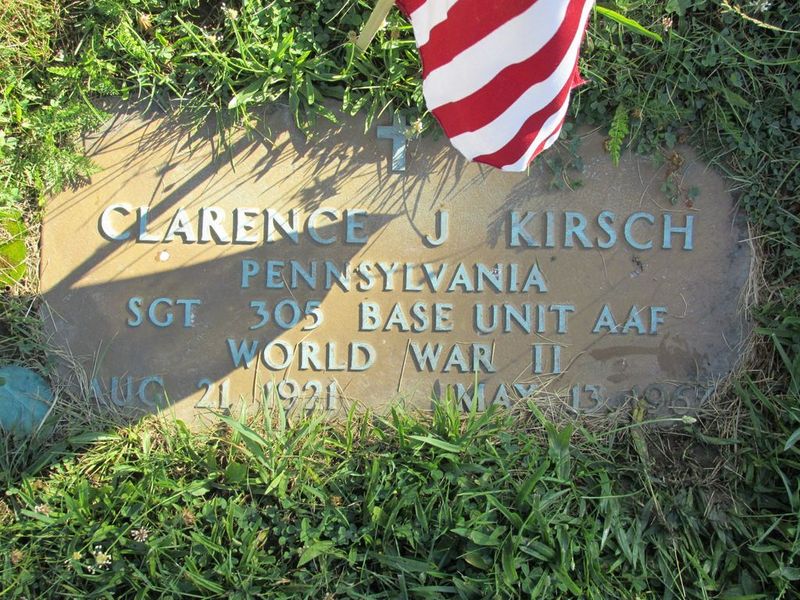 CLARENCE J KIRSCH
PENNSYLVANIA
SGT 305 BASE UNIT AAF
WORLD WAR II
AUG 21 1921 MAY 13